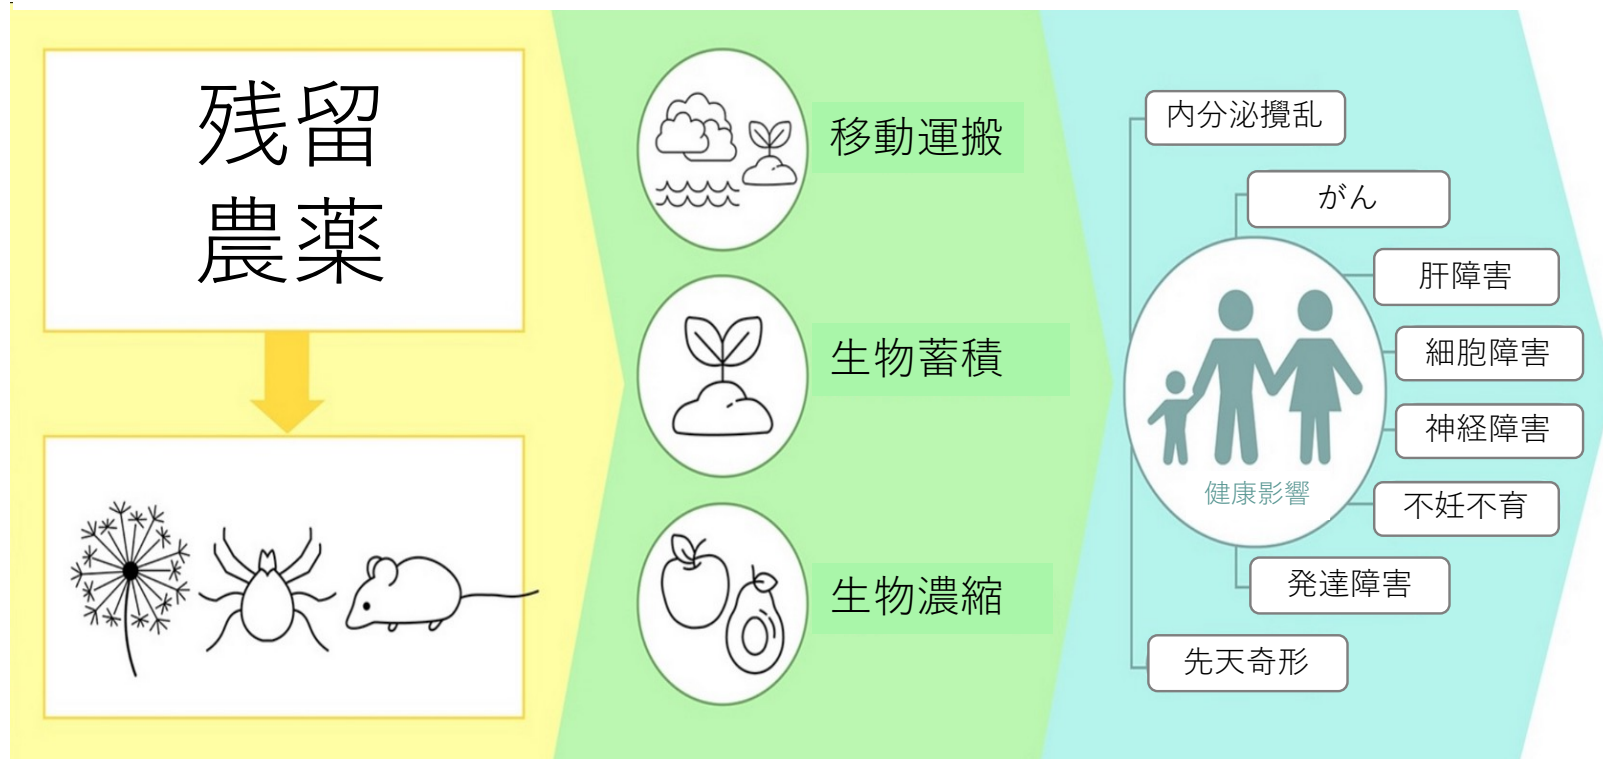 残留
農薬
移動運搬
生物蓄積
生物濃縮
内分泌攪乱
がん
肝障害
細胞障害
神経障害
健康影響
不妊不育
発達障害
先天奇形